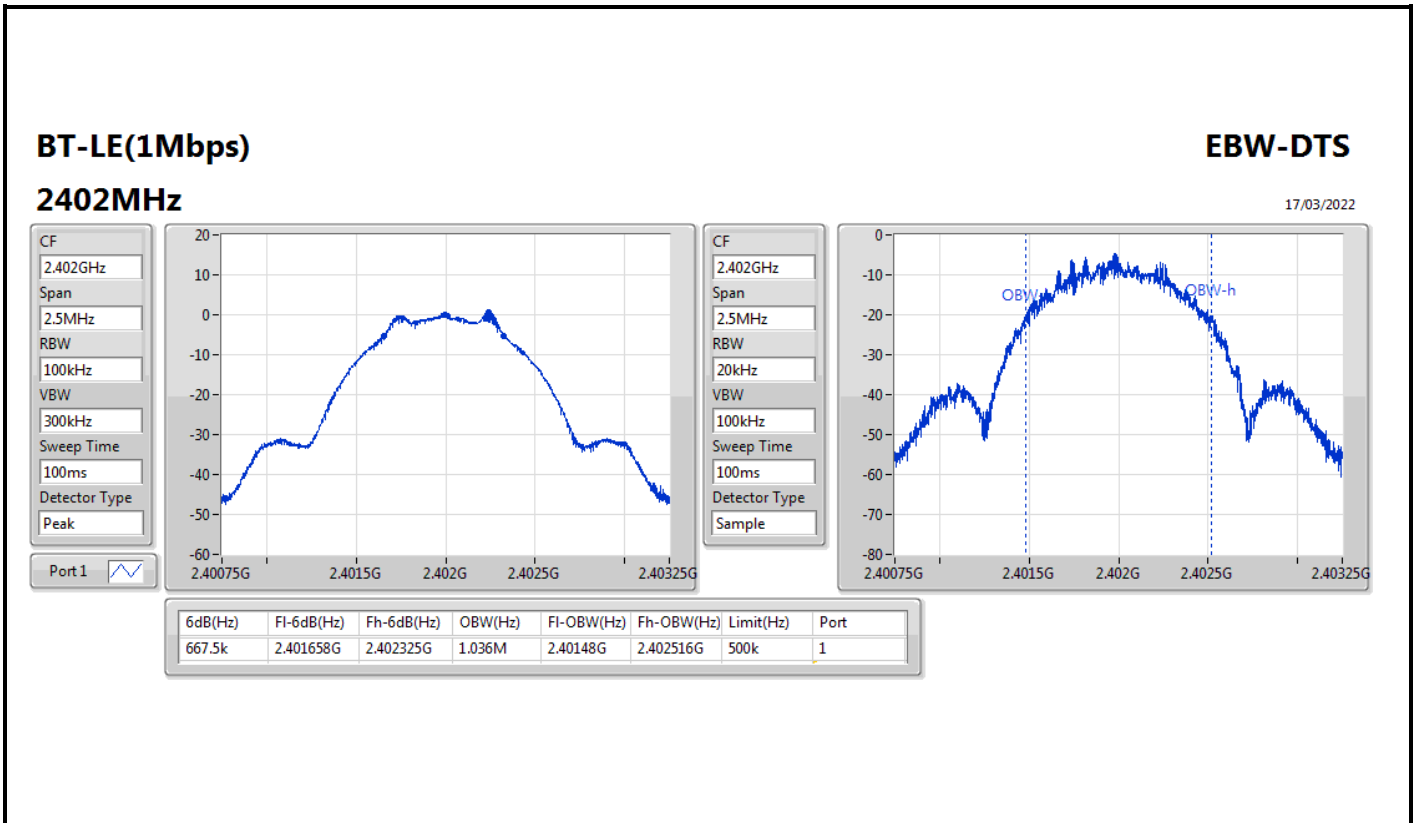 BT-LE(1Mbps)
EBW-DTS
2402MHz
17/03/2022
CF
2.402GHz
Span
2.5MHz
RBW
100kHz
VBW
300kHz
Sweep Time
100ms
Detector Type
Peak
Port 1
20
10
0
-10
-20
-30
-40
-50
-60
2.40075G 2.4015G 2.402G 2.4025G 2.40325G
CF
2.402GHz
Span
2.5MHz
RBW
20kHz
VBW
100kHz
Sweep Time
100ms
Detector Type
Sample
0
-10
-20
-30
-40
-50
-60
-70
-80
OBW
OBW-h
2.40075G 2.4015G 2.402G 2.4025G 2.40325G
6dB(Hz) Fl-6dB(Hz) Fh-6dB(Hz) OBW(Hz) Fl-OBW(Hz) Fh-OBW(Hz) Limit(Hz) Port
667.5k 2.401658G 2.402325G 1.036M 2.40148G 2.402516G 500k 1